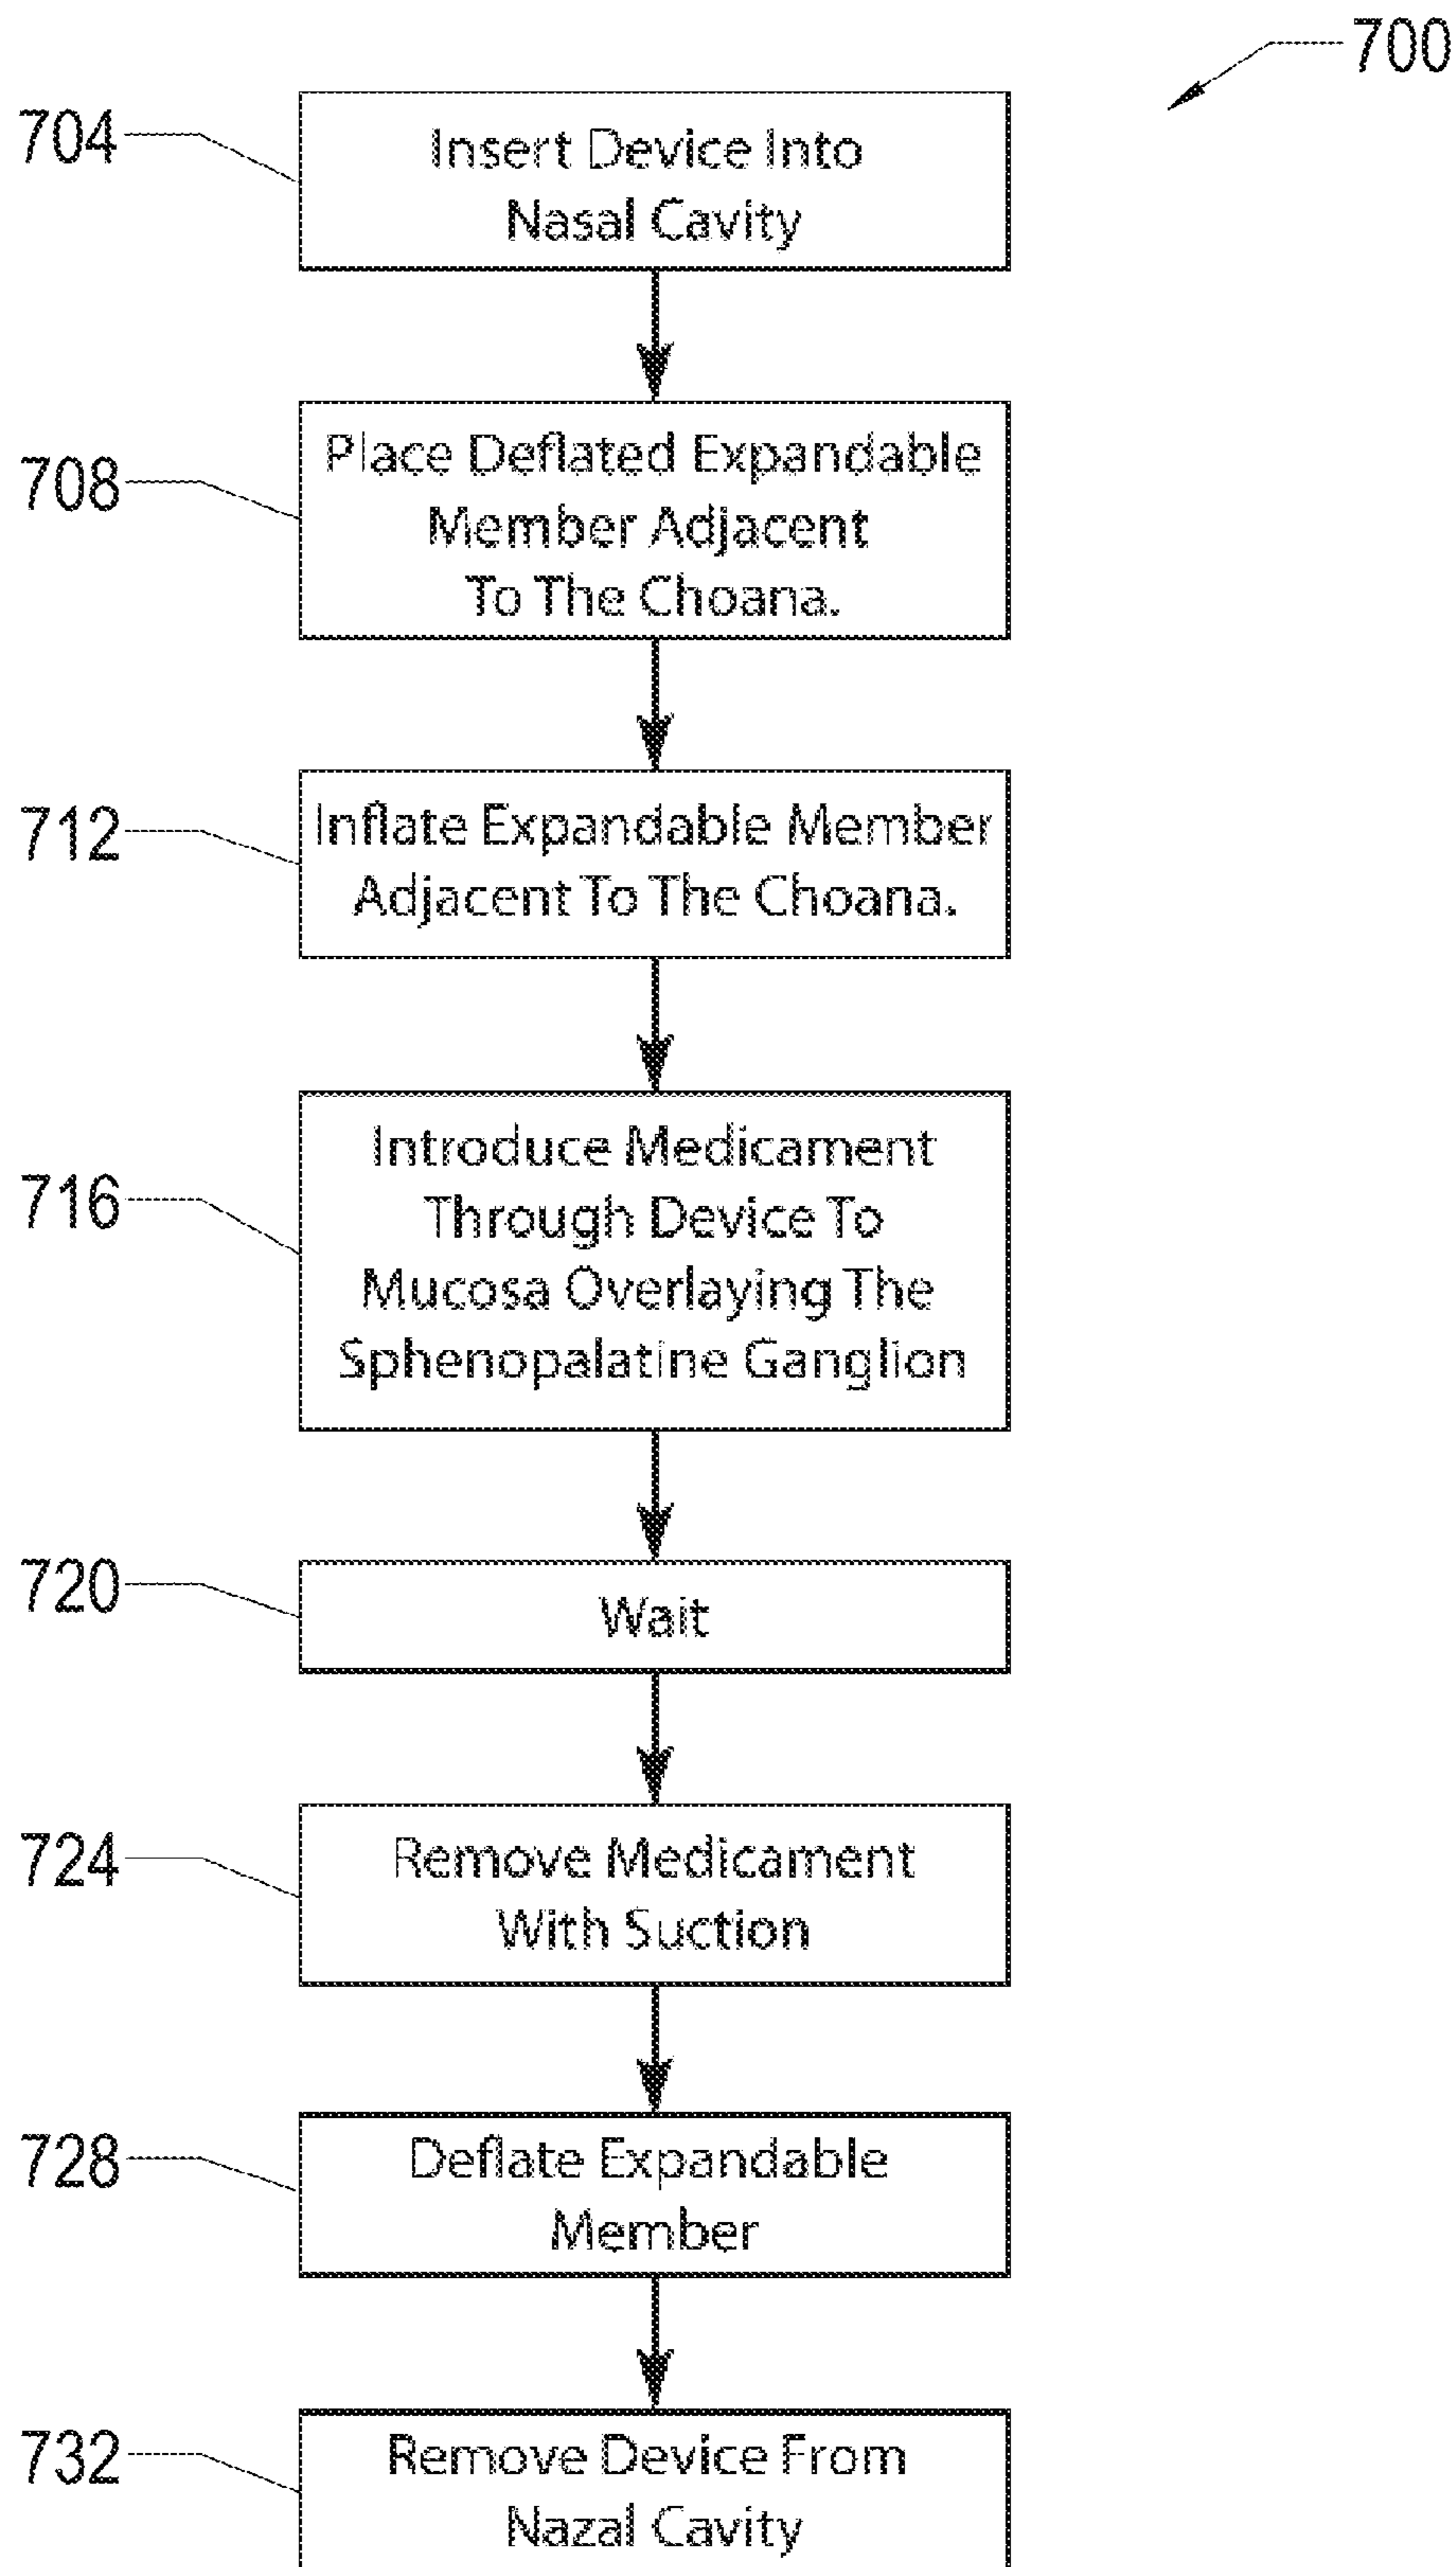 700
704
Insert Device Into
Nasal Cavity
708
Place Deflated Expandable
Member Adjacent
To The Choana.
712
Inflate Expandable Member
Adjacent To The Choana.
716
Introduce Medicament
Through Device To
Mucosa Overlaying The
Sphenopalatine Ganglion
720
Wait
724
Remove Medicament
With Suction
728
Deflate Expandable
Member
732
Remove Device From
Nazal Cavity